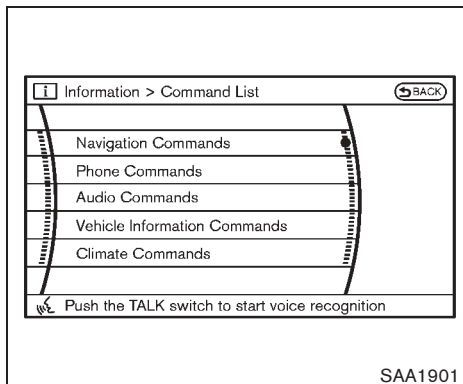 i Information > Command List BACK
Navigation Commands
Phone Commands
Audio Commands
Vehicle Information Commands
Climate Commands
Push the TALK switch to start voice recognition
SAA1901